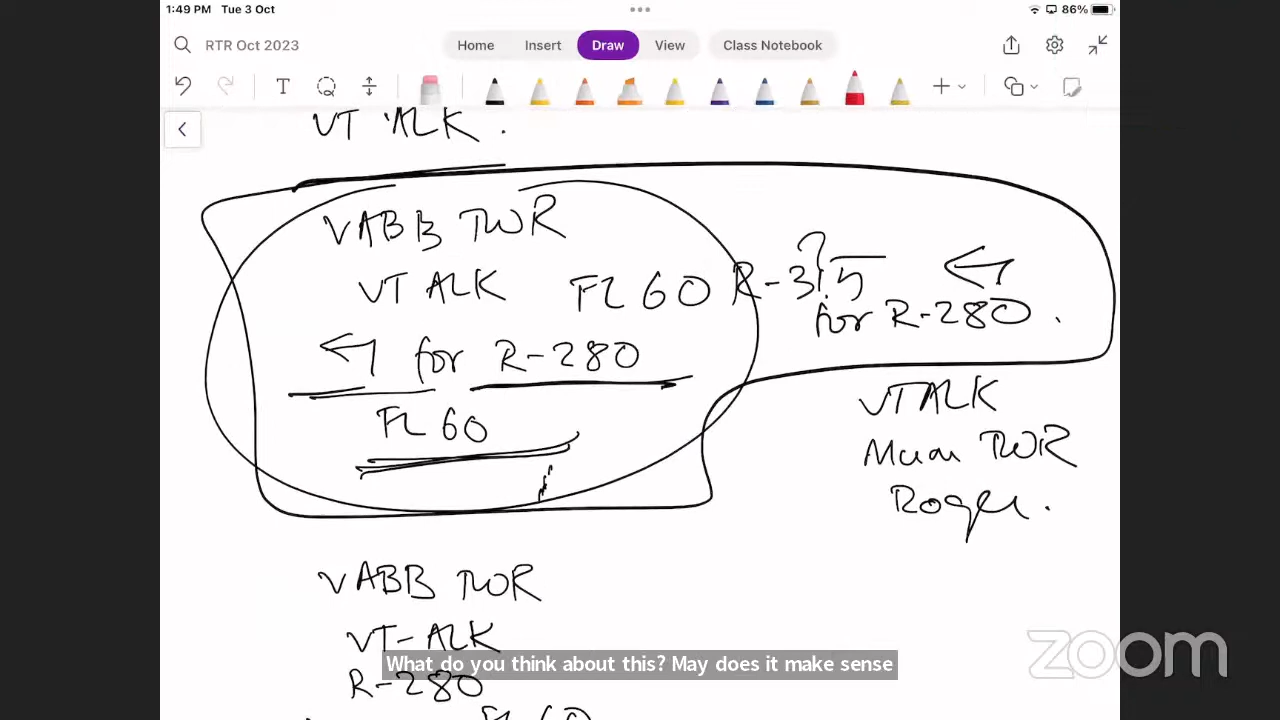 1:49 PM Tue 3 Oct
86%
RTR Oct 2023
Home Insert Draw View Class Notebook
VT ALK.
VABB TWR
VT ALK FL 60 R-315
for R-280.
for R-280
FL 60
VTALK
Mum TWR
Roger.
VABB TWR
VT-ALK
R-280
FL 60
What do you think about this? May does it make sense
zoom